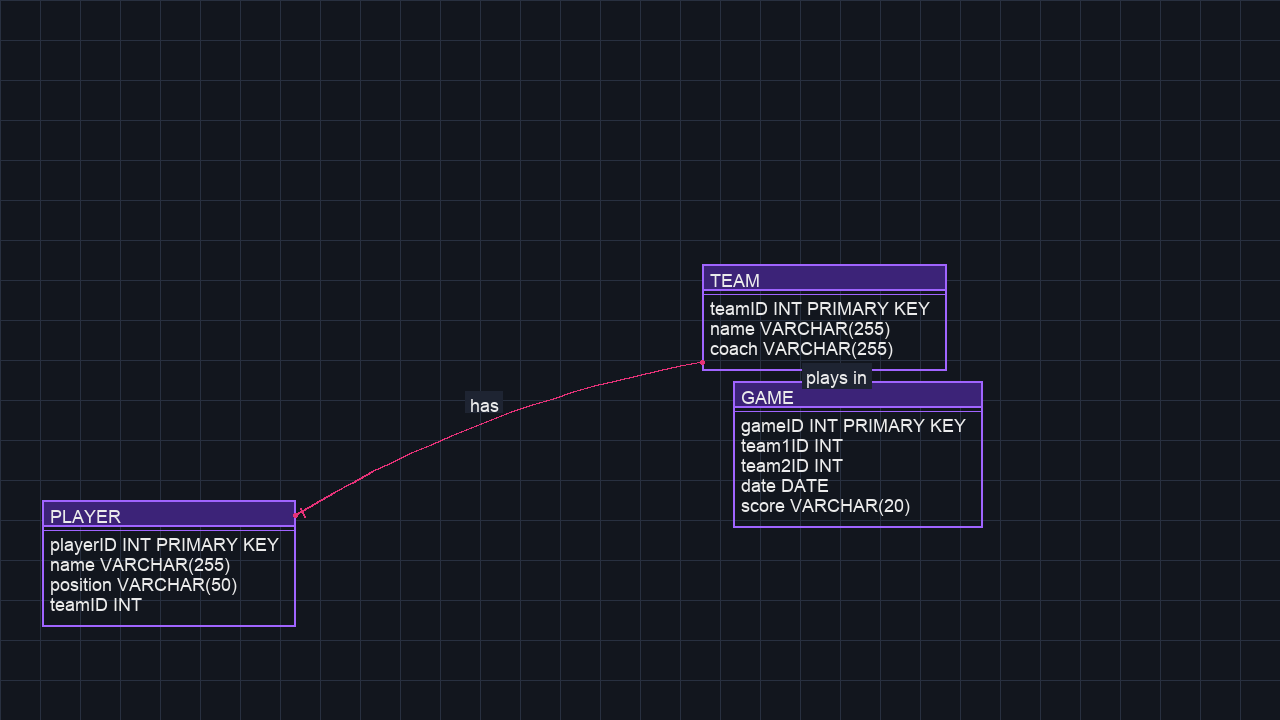 TEAM
teamID INT PRIMARY KEY
name VARCHAR(255)
coach VARCHAR(255)
plays in
GAME
gameID INT PRIMARY KEY
team1ID INT
team2ID INT
date DATE
score VARCHAR(20)
has
PLAYER
playerID INT PRIMARY KEY
name VARCHAR(255)
position VARCHAR(50)
teamID INT